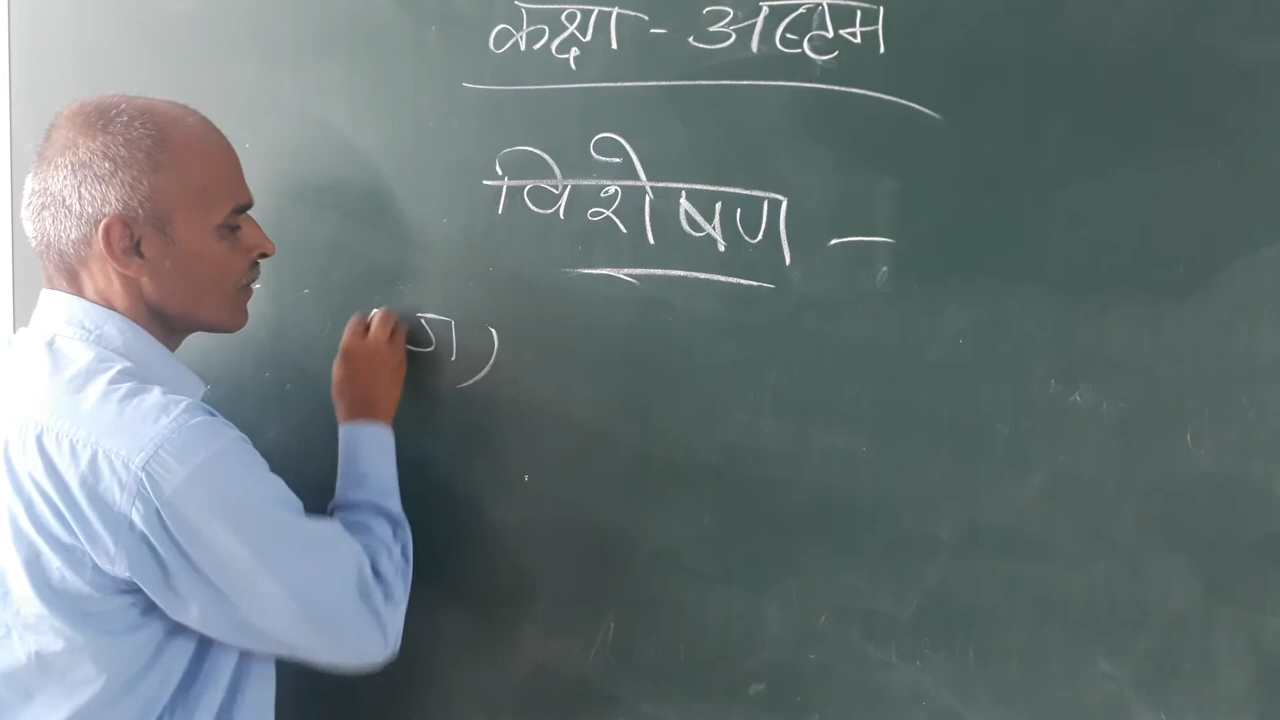 कक्षा - अष्टम
विशेषण -